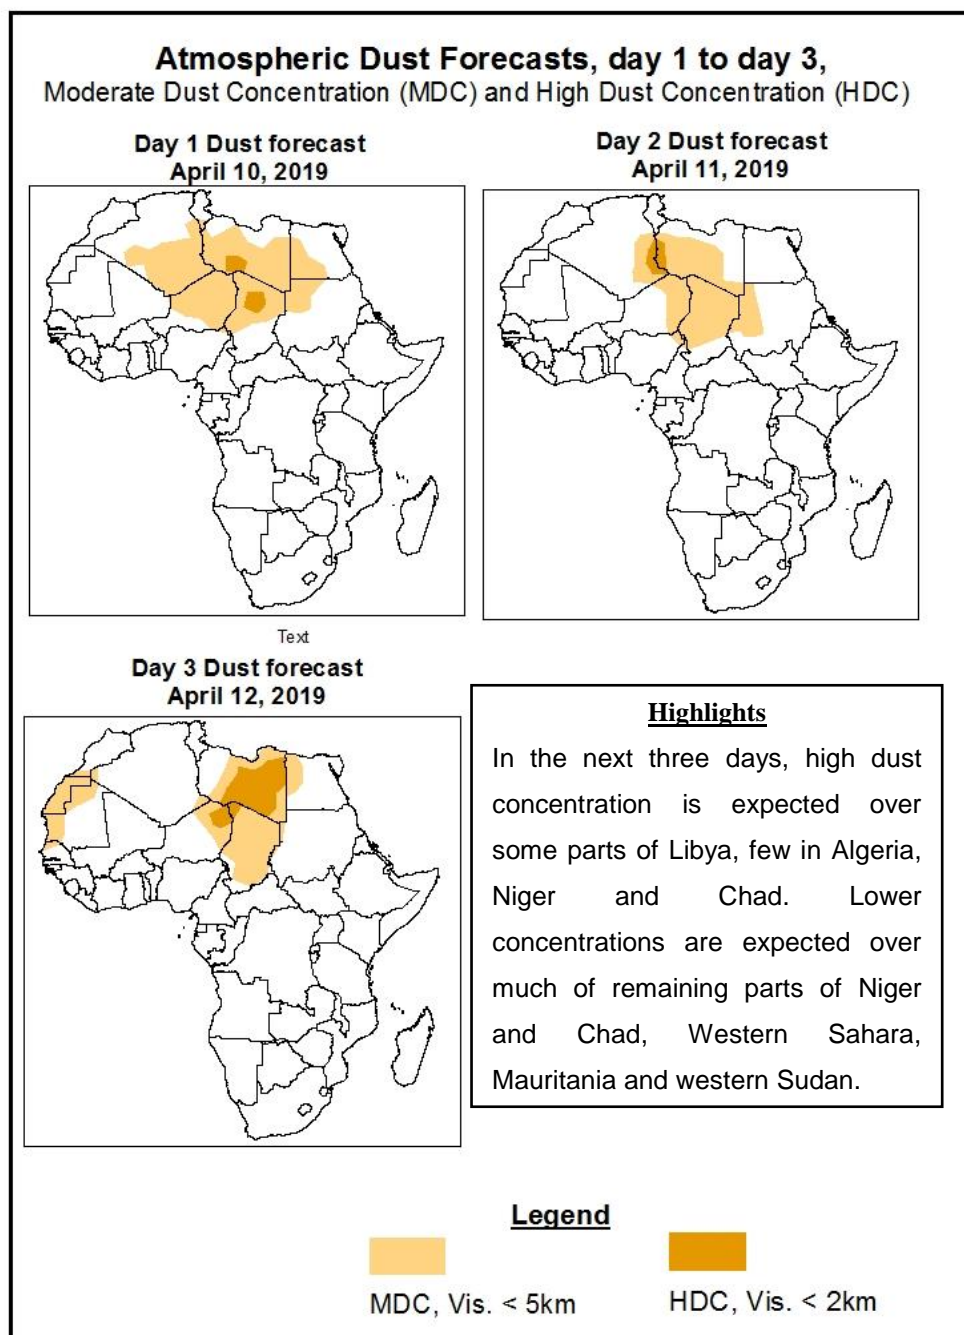 Atmospheric Dust Forecasts, day 1 to day 3,
Moderate Dust Concentration (MDC) and High Dust Concentration (HDC)
Day 1 Dust forecast
April 10, 2019
Day 2 Dust forecast
April 11, 2019
Text
Day 3 Dust forecast
April 12, 2019
Highlights
In the next three days, high dust
concentration is expected over
some parts of Libya, few in Algeria,
Niger and Chad. Lower
concentrations are expected over
much of remaining parts of Niger
and Chad, Western Sahara,
Mauritania and western Sudan.
Legend
MDC, Vis. < 5km
HDC, Vis. < 2km